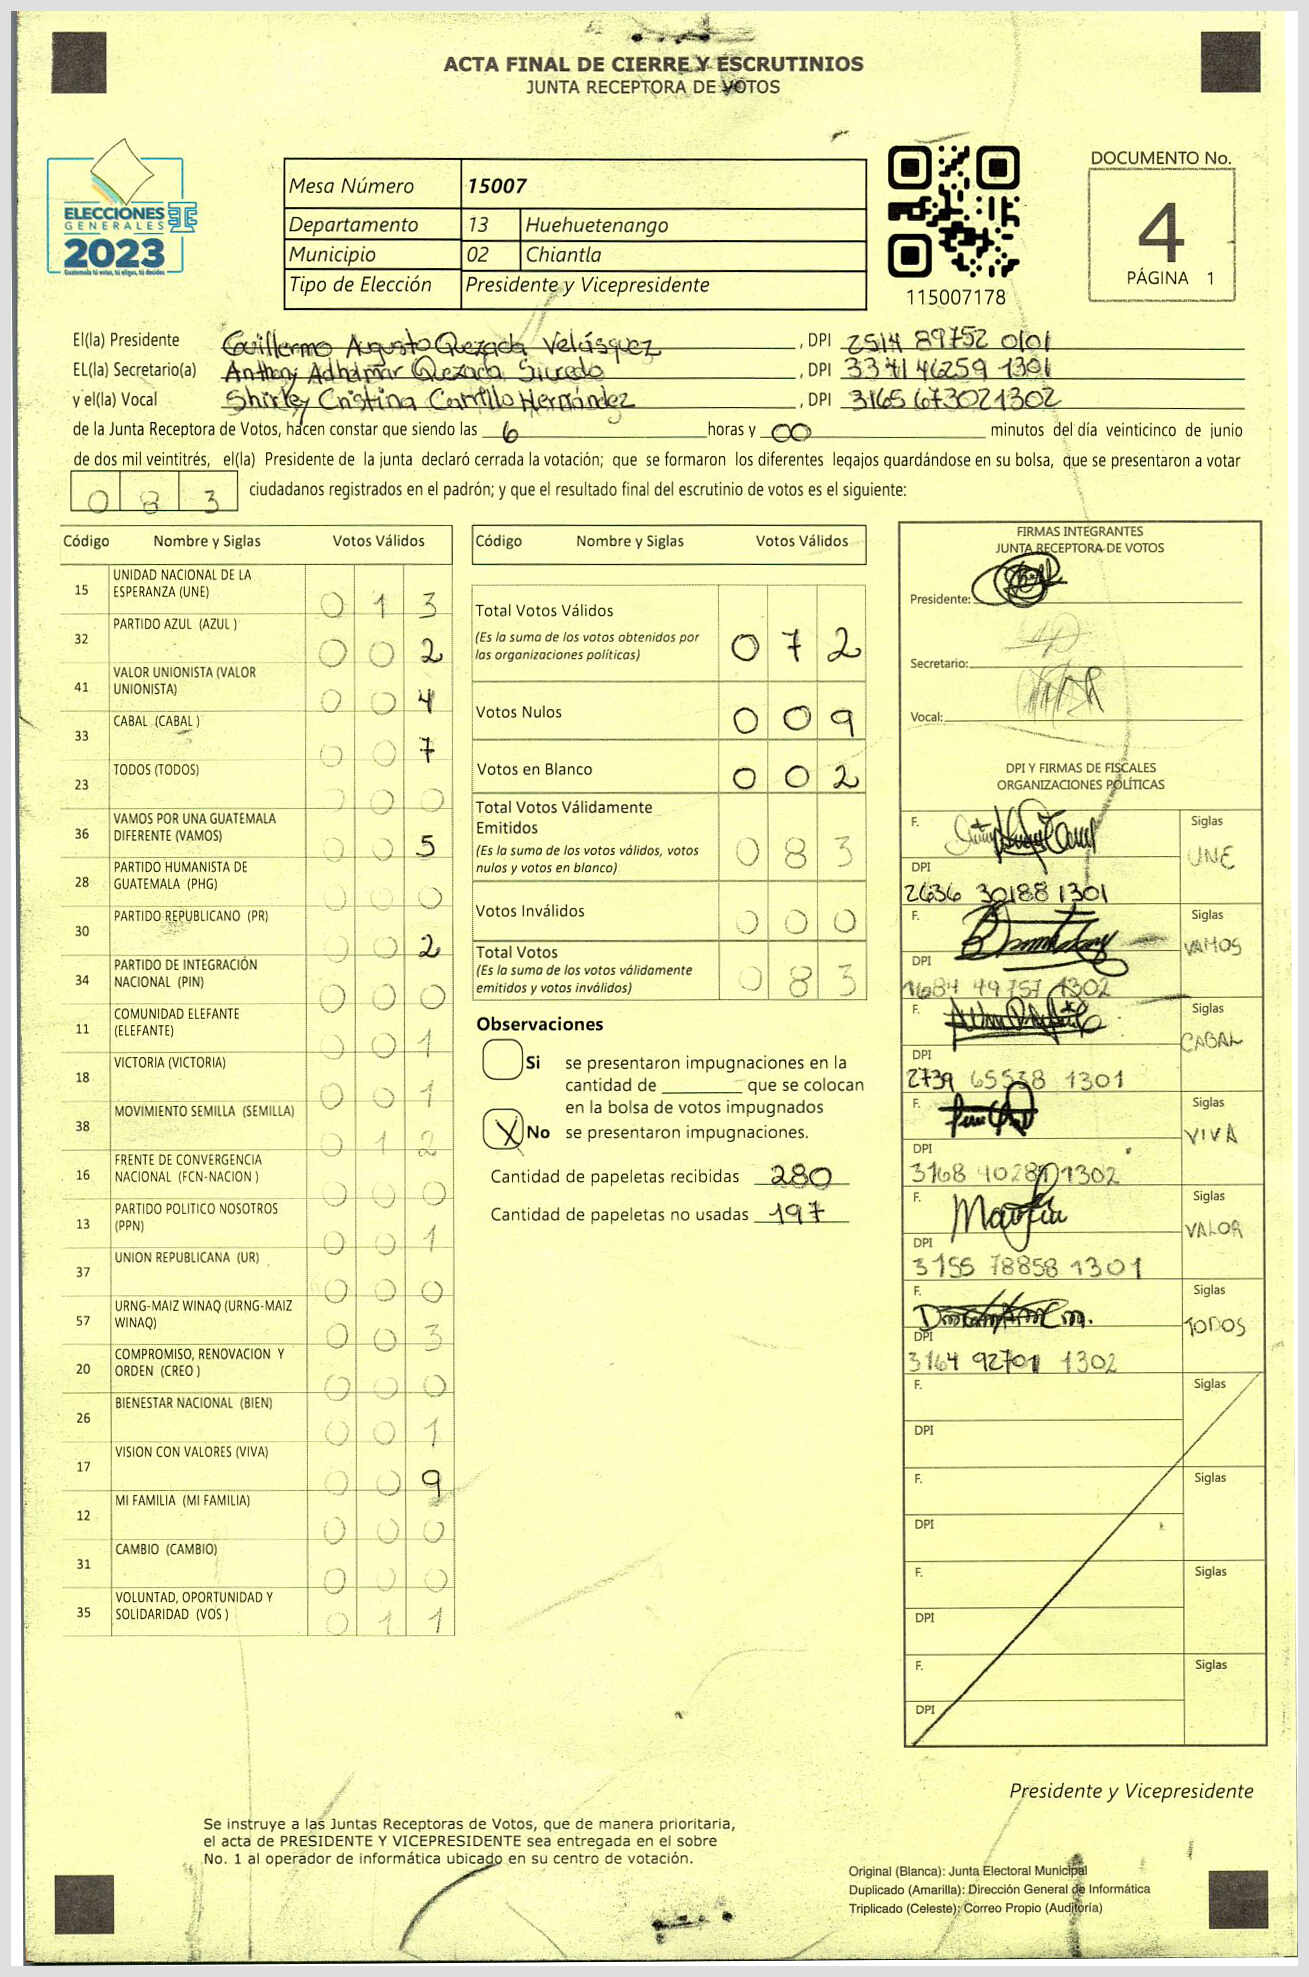 ACTA FINAL DE CIERRE Y ESCRUTINIOS
JUNTA RECEPTORA DE VOTOS
ELECCIONES
GENERALES
2023
Guatemala tú votas, tú eliges, tú decides
Mesa Número 15007
Departamento 13 Huehuetenango
Municipio 02 Chiantla
Tipo de Elección Presidente y Vicepresidente
115007178
DOCUMENTO No.
4
PÁGINA 1
El(la) Presidente Guillermo Augusto Quezada Velásquez, DPI 2514 89752 0101
EL(la) Secretario(a) Anthony Adhelmar Quezada, DPI 3341 46259 1301
y el(la) Vocal Shirley Cristina Carrillo Hernández, DPI 3165 67302 1302
de la Junta Receptora de Votos, hacen constar que siendo las 6 horas y 00 minutos del día veinticinco de junio
de dos mil veintitrés, el(la) Presidente de la junta declaró cerrada la votación; que se formaron los diferentes legajos guardándose en su bolsa, que se presentaron a votar
083 ciudadanos registrados en el padrón; y que el resultado final del escrutinio de votos es el siguiente:
Código Nombre y Siglas Votos Válidos
15 UNIDAD NACIONAL DE LA ESPERANZA (UNE) 0 1 3
32 PARTIDO AZUL (AZUL ) 0 0 2
41 VALOR UNIONISTA (VALOR UNIONISTA) 0 0 4
33 CABAL (CABAL ) 0 0 7
23 TODOS (TODOS) 0 0 0
36 VAMOS POR UNA GUATEMALA DIFERENTE (VAMOS) 0 0 5
28 PARTIDO HUMANISTA DE GUATEMALA (PHG) 0 0 0
30 PARTIDO REPUBLICANO (PR) 0 0 2
34 PARTIDO DE INTEGRACIÓN NACIONAL (PIN) 0 0 0
11 COMUNIDAD ELEFANTE (ELEFANTE) 0 0 1
18 VICTORIA (VICTORIA) 0 0 1
38 MOVIMIENTO SEMILLA (SEMILLA) 0 1 2
16 FRENTE DE CONVERGENCIA NACIONAL (FCN-NACION ) 0 0 0
13 PARTIDO POLITICO NOSOTROS (PPN) 0 0 1
37 UNION REPUBLICANA (UR) 0 0 0
57 URNG-MAIZ WINAQ (URNG-MAIZ WINAQ) 0 0 3
20 COMPROMISO, RENOVACION Y ORDEN (CREO ) 0 0 0
26 BIENESTAR NACIONAL (BIEN) 0 0 1
17 VISION CON VALORES (VIVA) 0 0 9
12 MI FAMILIA (MI FAMILIA) 0 0 0
31 CAMBIO (CAMBIO) 0 0 0
35 VOLUNTAD, OPORTUNIDAD Y SOLIDARIDAD (VOS ) 0 1 1
Código Nombre y Siglas Votos Válidos
Total Votos Válidos 0 7 2
(Es la suma de los votos obtenidos por
las organizaciones políticas)
Votos Nulos 0 0 9
Votos en Blanco 0 0 2
Total Votos Válidamente
Emitidos 0 8 3
(Es la suma de los votos válidos, votos
nulos y votos en blanco)
Votos Inválidos 0 0 0
Total Votos 0 8 3
(Es la suma de los votos válidamente
emitidos y votos inválidos)
Observaciones
Si se presentaron impugnaciones en la
cantidad de ________ que se colocan
en la bolsa de votos impugnados
X No se presentaron impugnaciones.
Cantidad de papeletas recibidas 280
Cantidad de papeletas no usadas 197
FIRMAS INTEGRANTES
JUNTA RECEPTORA DE VOTOS
Presidente:
Secretario:
Vocal:
DPI Y FIRMAS DE FISCALES
ORGANIZACIONES POLÍTICAS
F. Siglas UNE
DPI 2636 30188 1301
F. Siglas VAMOS
DPI 1684 49757 1302
F. Siglas CABAL
DPI 2739 65538 1301
F. Siglas VIVA
DPI 3168 40289 1302
F. Siglas VALOR
DPI 3155 78858 1301
F. Siglas TODOS
DPI 3164 92701 1302
F. Siglas
DPI
F. Siglas
DPI
F. Siglas
DPI
F. Siglas
DPI
Presidente y Vicepresidente
Se instruye a las Juntas Receptoras de Votos, que de manera prioritaria,
el acta de PRESIDENTE Y VICEPRESIDENTE sea entregada en el sobre
No. 1 al operador de informática ubicado en su centro de votación.
Original (Blanca): Junta Electoral Municipal
Duplicado (Amarilla): Dirección General de Informática
Triplicado (Celeste): Correo Propio (Auditoría)